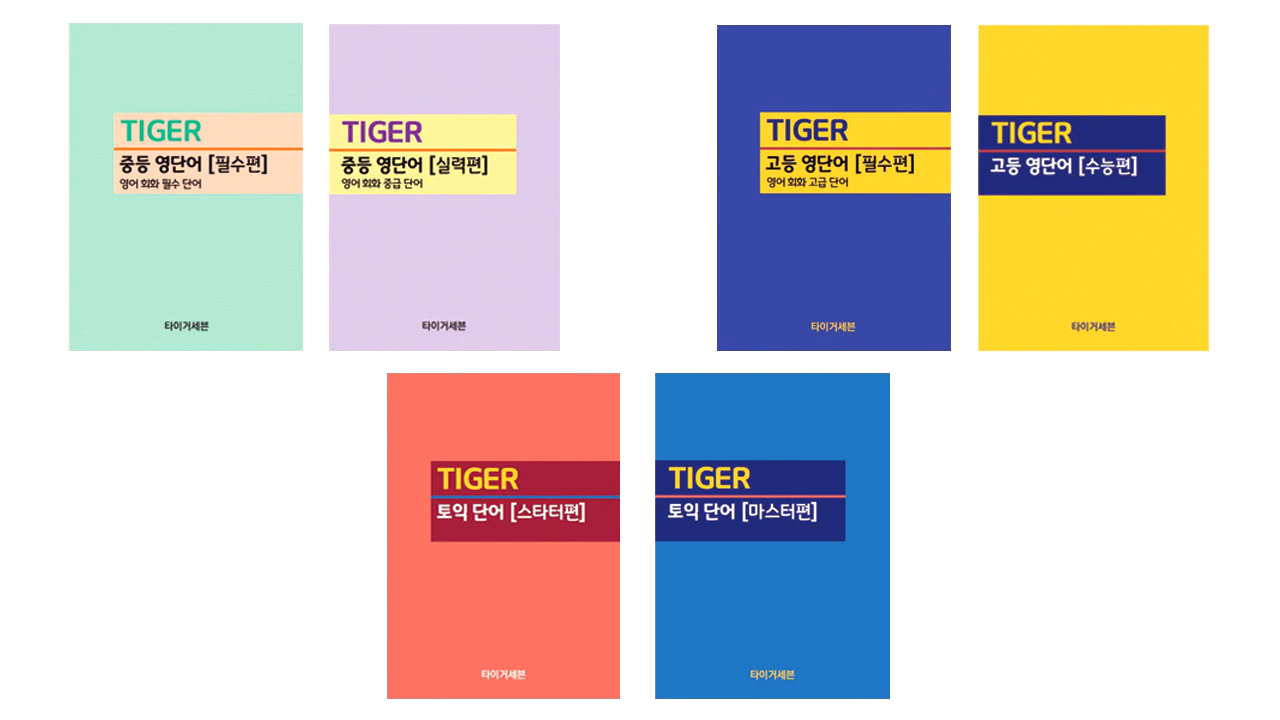 TIGER
중등 영단어 [필수편]
영어 회화 필수 단어
타이거세븐
TIGER
중등 영단어 [실력편]
영어 회화 중급 단어
타이거세븐
TIGER
고등 영단어 [필수편]
영어 회화 고급 단어
타이거세븐
TIGER
고등 영단어 [수능편]
타이거세븐
TIGER
토익 단어 [스타터편]
타이거세븐
TIGER
토익 단어 [마스터편]
타이거세븐